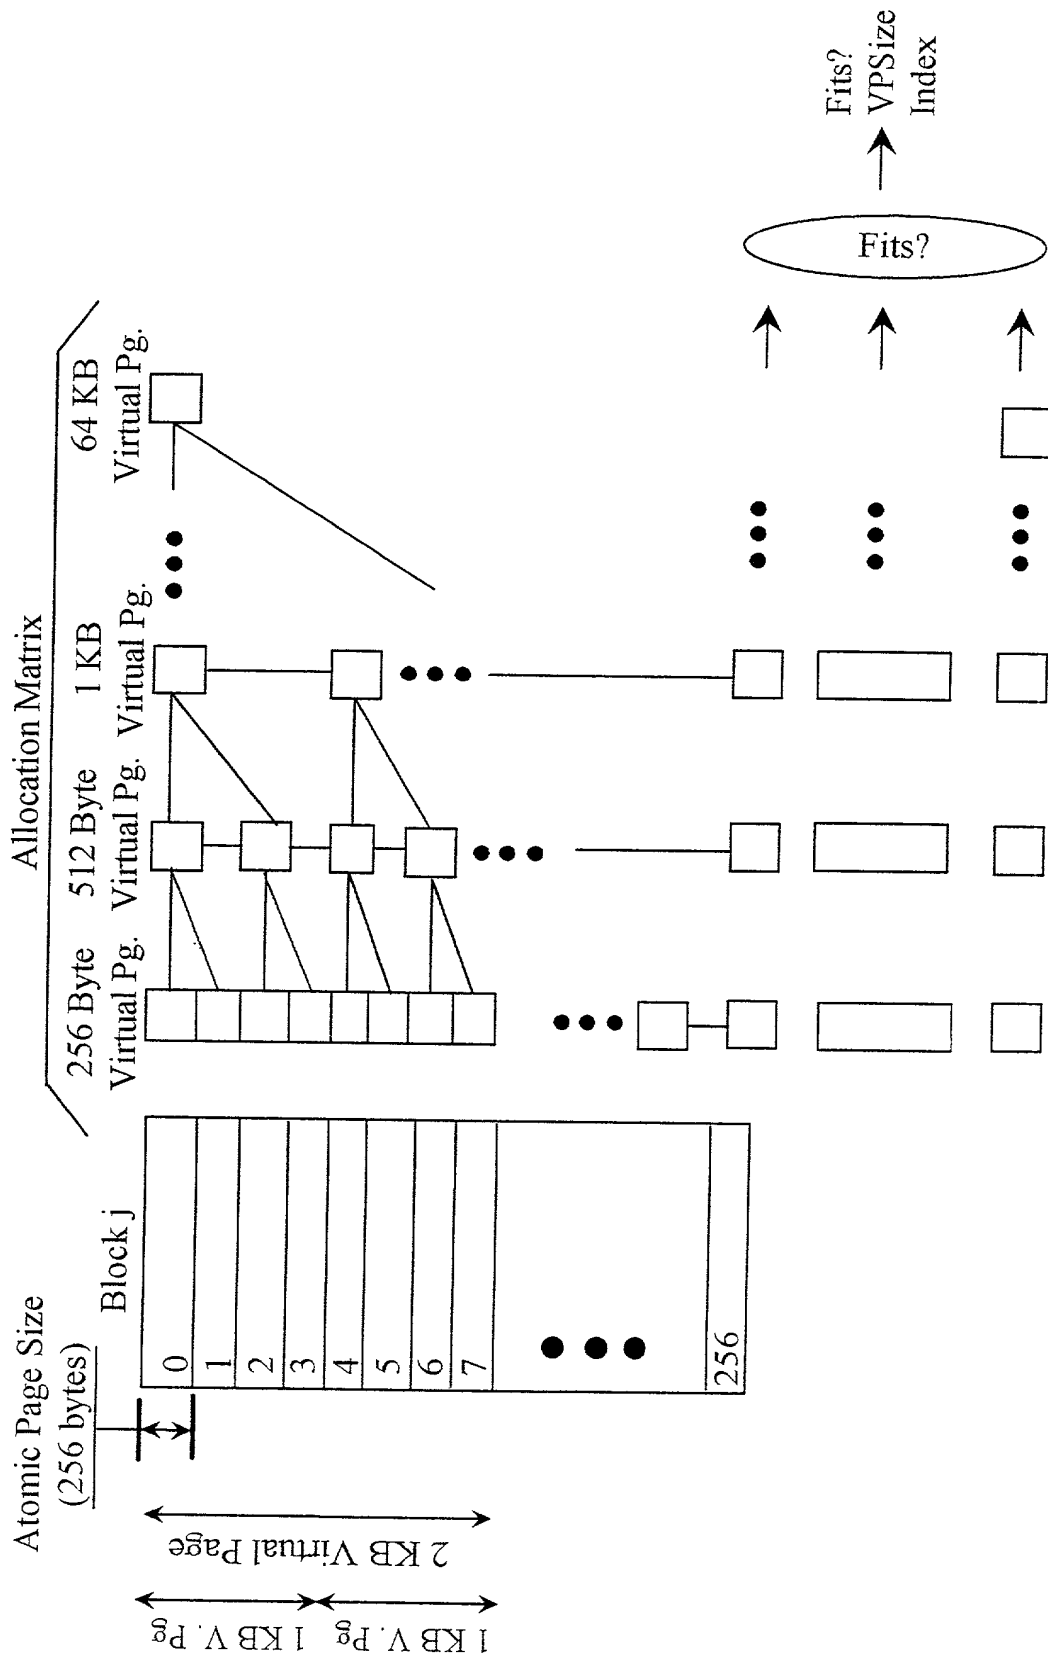 Allocation Matrix
Atomic Page Size
(256 bytes)
Block j
256 Byte
Virtual Pg.
512 Byte
Virtual Pg.
1 KB
Virtual Pg.
64 KB
Virtual Pg.
0
1
2
3
4
5
6
7
256
2 KB Virtual Page
1 KB V. Pg
1 KB V. Pg
Fits?
Fits?
VPSize
Index